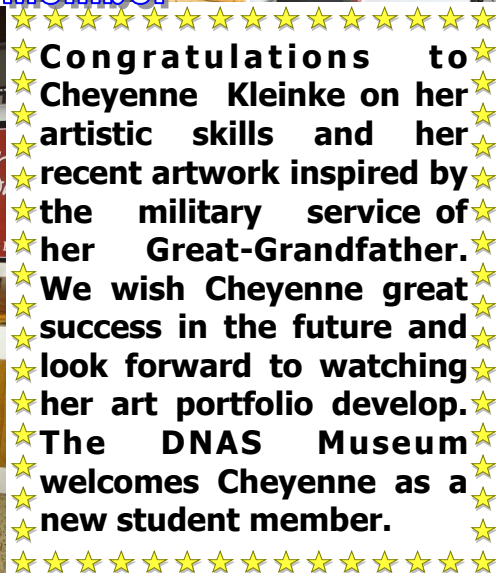 Congratulations to
Cheyenne Kleinke on her
artistic skills and her
recent artwork inspired by
the military service of
her Great-Grandfather.
We wish Cheyenne great
success in the future and
look forward to watching
her art portfolio develop.
The DNAS Museum
welcomes Cheyenne as a
new student member.